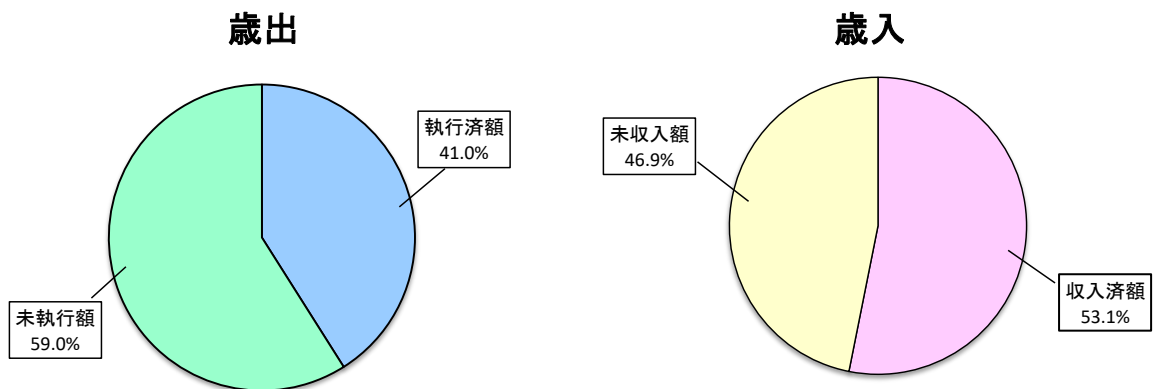 歳出
執行済額
41.0%
未執行額
59.0%
歳入
未収入額
46.9%
収入済額
53.1%